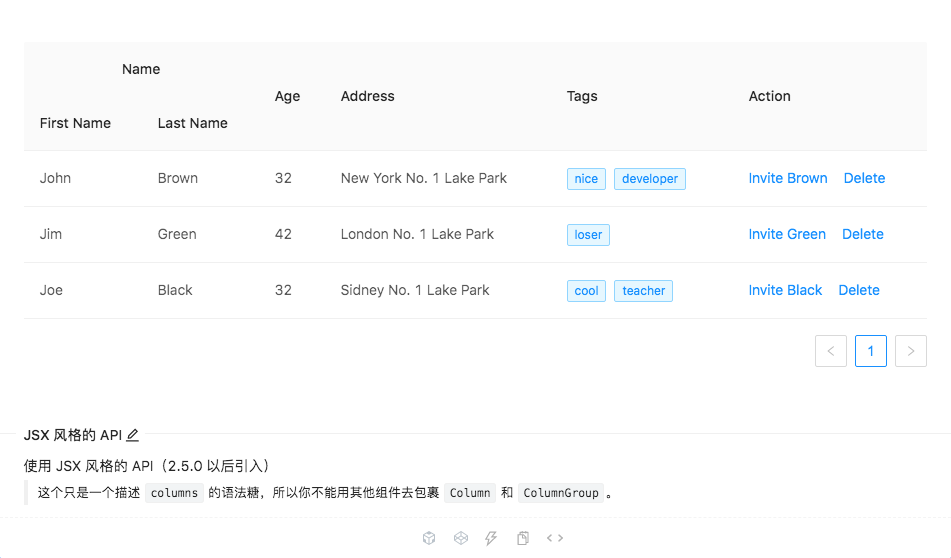 Name
Age Address Tags Action
First Name Last Name
John Brown 32 New York No. 1 Lake Park nice developer Invite Brown Delete
Jim Green 42 London No. 1 Lake Park loser Invite Green Delete
Joe Black 32 Sidney No. 1 Lake Park cool teacher Invite Black Delete
< 1 >
JSX 风格的 API
使用 JSX 风格的 API（2.5.0 以后引入）
这个只是一个描述 columns 的语法糖，所以你不能用其他组件去包裹 Column 和 ColumnGroup 。